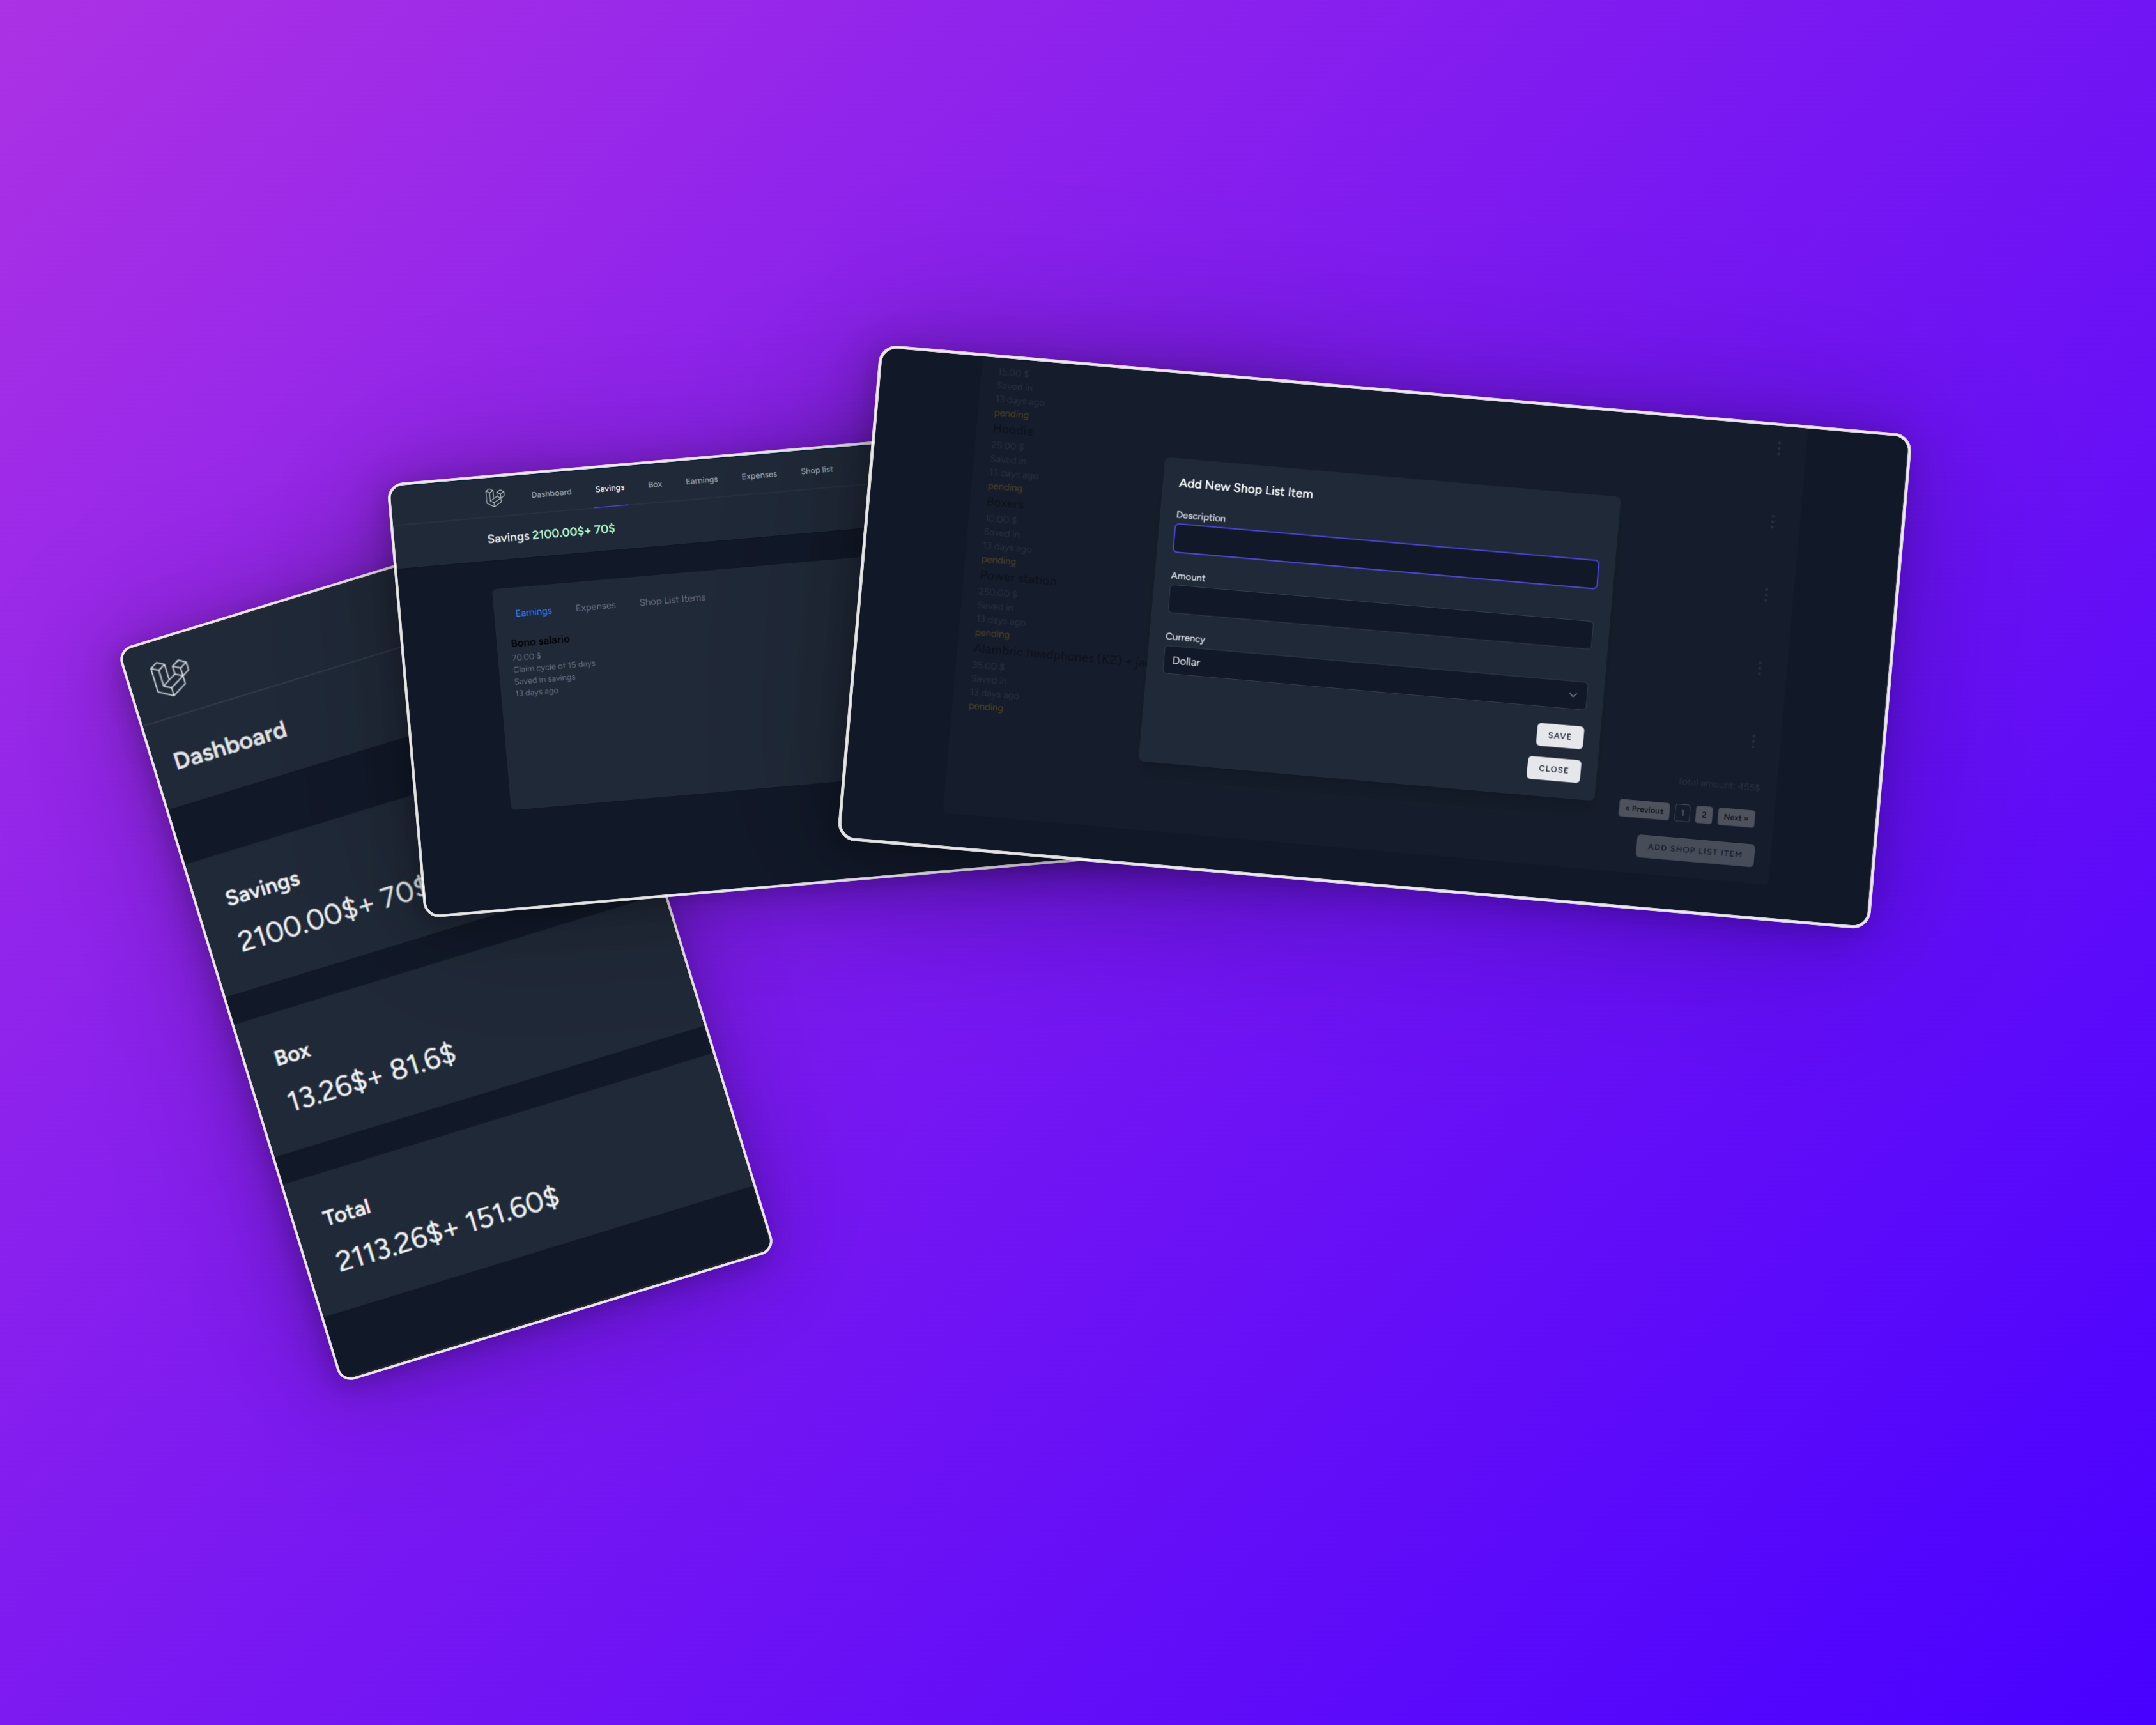 Dashboard
Savings
2100.00$+ 70$
Box
13.26$+ 81.6$
Total
2113.26$+ 151.60$
Dashboard Savings Box Earnings Expenses Shop list
Savings 2100.00$+ 70$
Earnings Expenses Shop List Items
Bono salario
70.00 $
Claim cycle of 15 days
Saved in savings
13 days ago
15.00 $
Saved in
13 days ago
pending
Hoodie
25.00 $
Saved in
13 days ago
pending
Boxers
10.00 $
Saved in
13 days ago
pending
Power station
250.00 $
Saved in
13 days ago
pending
Alambric headphones (KZ) +
35.00 $
Saved in
13 days ago
pending
Add New Shop List Item
Description
Amount
Currency
Dollar
SAVE
CLOSE
Total amount: 455$
« Previous 1 2 Next »
ADD SHOP LIST ITEM